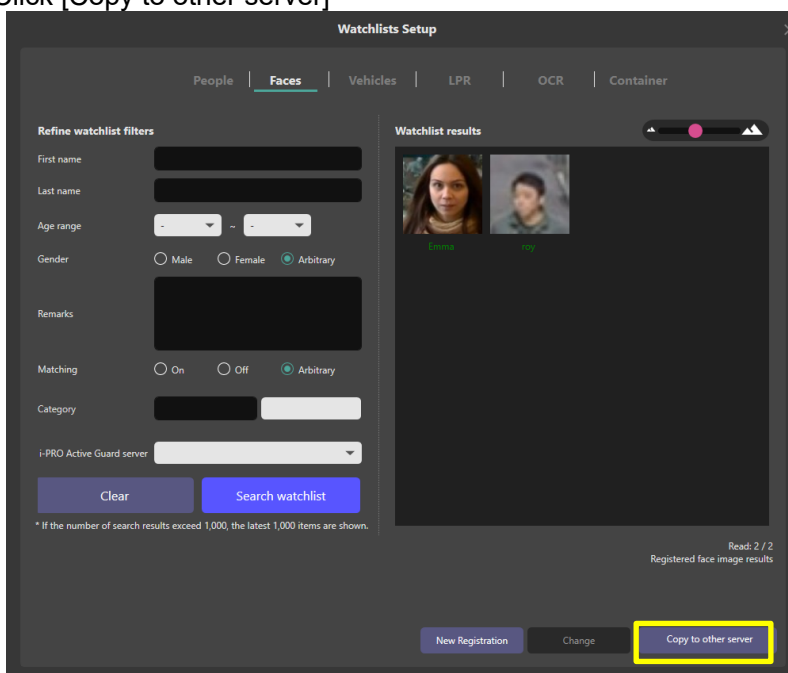 Click [Copy to other server]
Watchlists Setup
People Faces Vehicles LPR OCR Container
Refine watchlist filters
First name
Last name
Age range - ~ -
Gender Male Female Arbitrary
Remarks
Matching On Off Arbitrary
Category
i-PRO Active Guard server
Clear Search watchlist
* If the number of search results exceed 1,000, the latest 1,000 items are shown.
Watchlist results
Emma roy
Read: 2 / 2
Registered face image results
New Registration Change Copy to other server